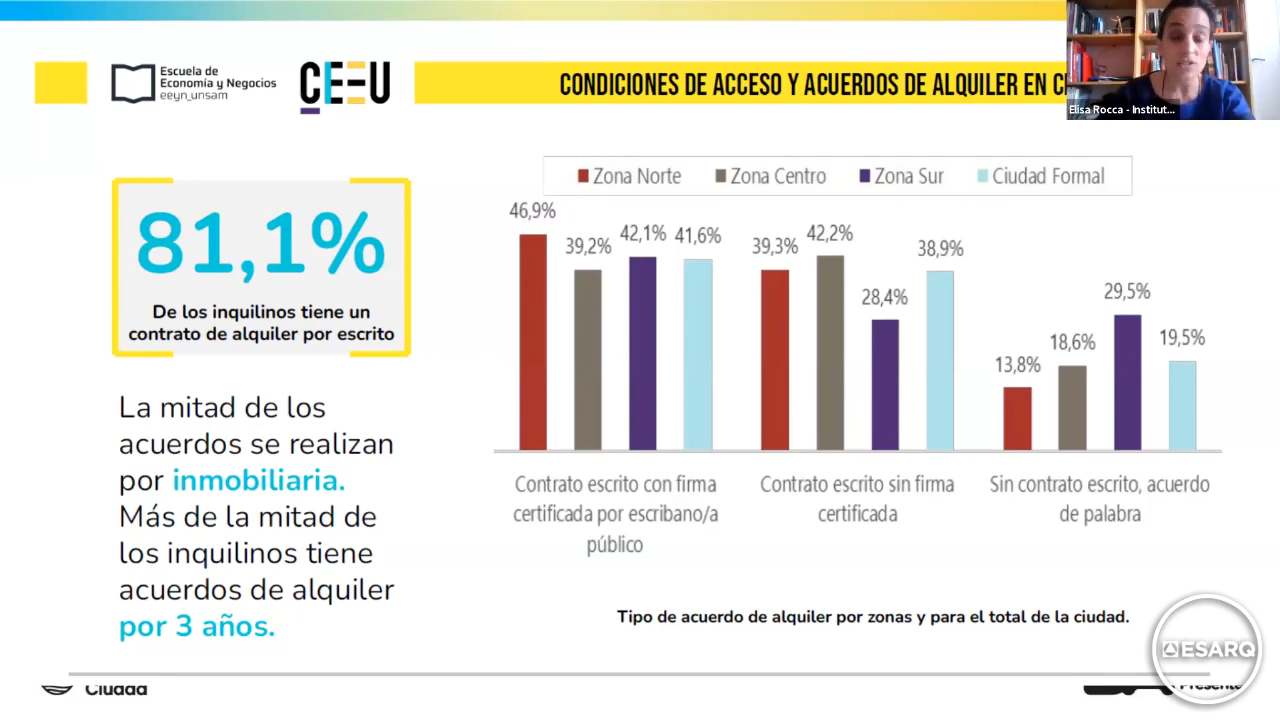 Escuela de
Economía y Negocios
eeyn_unsam
CEEU
CONDICIONES DE ACCESO Y ACUERDOS DE ALQUILER EN
Elisa Rocca - Institut...
81,1%
De los inquilinos tiene un
contrato de alquiler por escrito
La mitad de los
acuerdos se realizan
por inmobiliaria.
Más de la mitad de
los inquilinos tiene
acuerdos de alquiler
por 3 años.
Zona Norte Zona Centro Zona Sur Ciudad Formal
46,9% 39,2% 42,1% 41,6% 39,3% 42,2% 28,4% 38,9% 13,8% 18,6% 29,5% 19,5%
Contrato escrito con firma
certificada por escribano/a
público
Contrato escrito sin firma
certificada
Sin contrato escrito, acuerdo
de palabra
Tipo de acuerdo de alquiler por zonas y para el total de la ciudad.
ESARQ
Ciudad
Presente